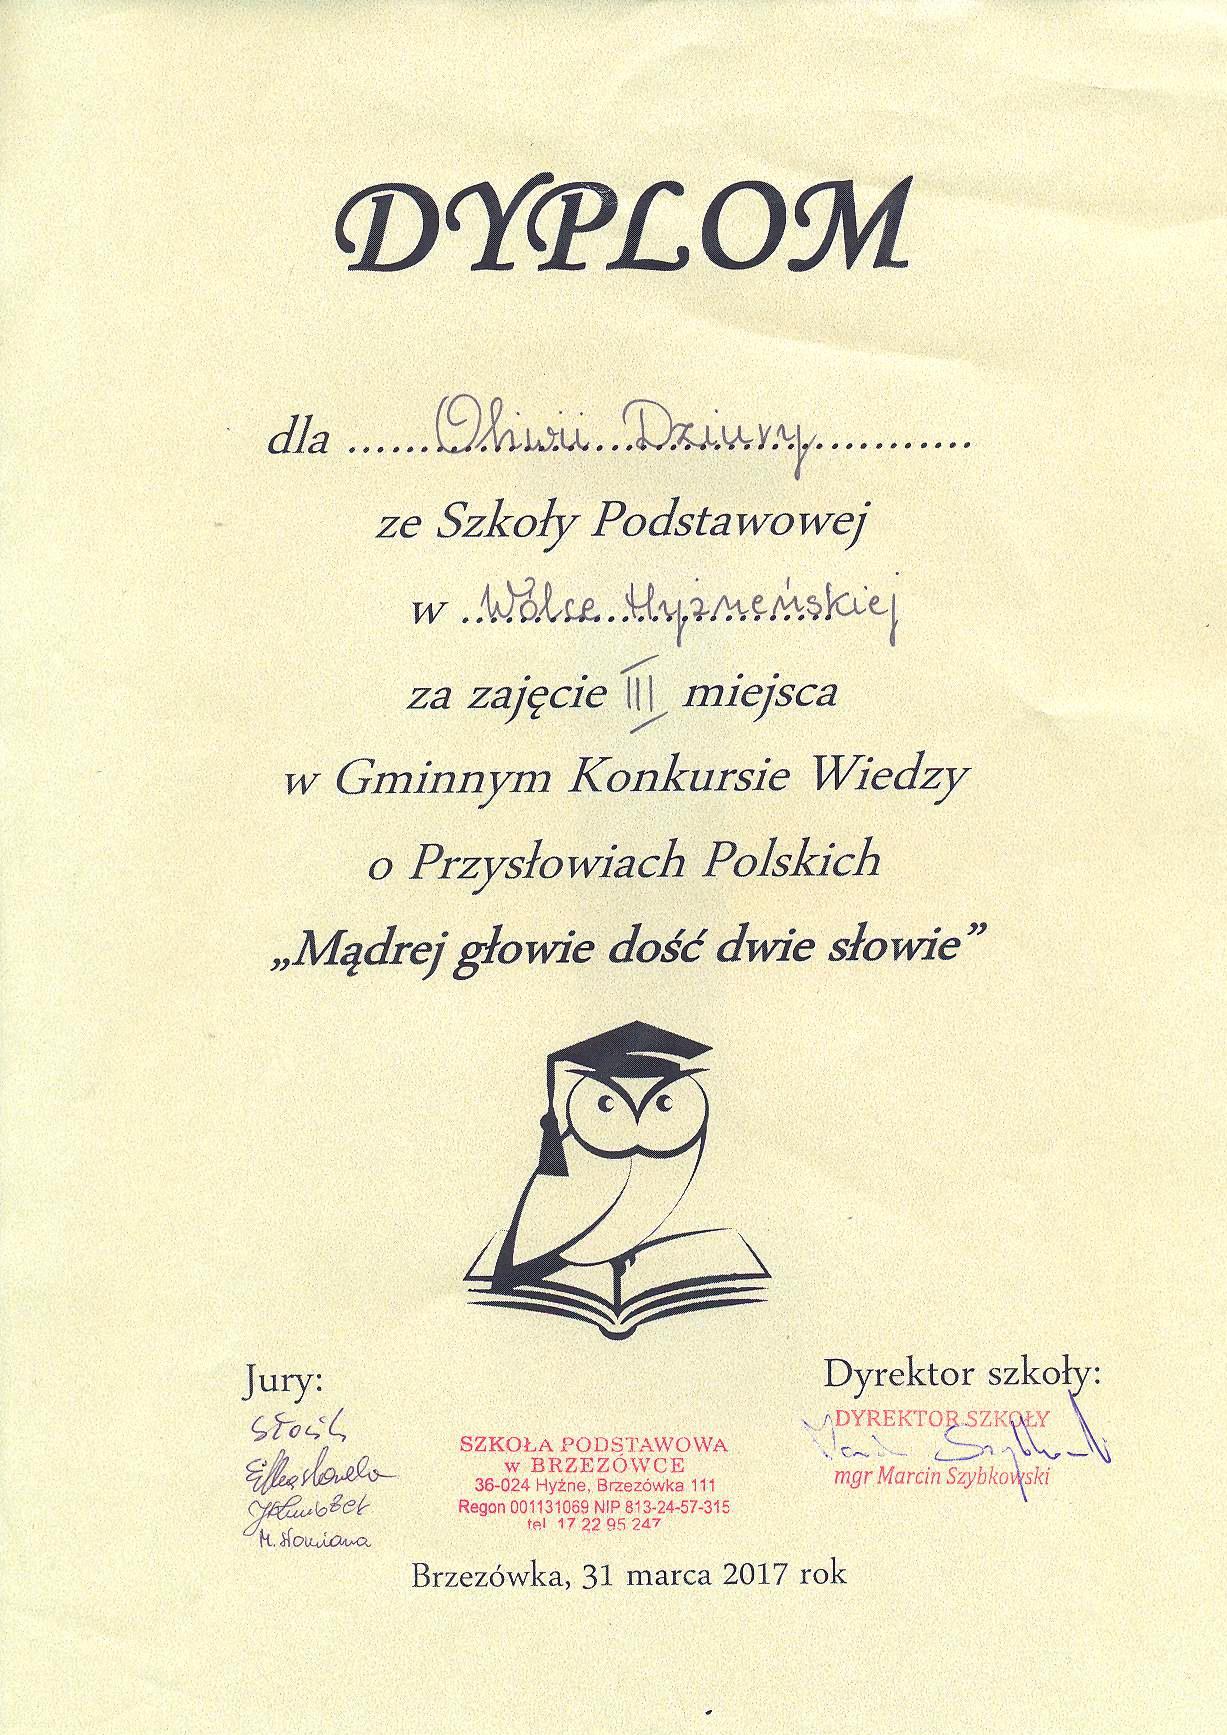 DYPLOM
dla ......Oliwii Dziury............
ze Szkoły Podstawowej
w Wólce Hyżneńskiej
za zajęcie III miejsca
w Gminnym Konkursie Wiedzy
o Przysłowiach Polskich
„Mądrej głowie dość dwie słowie”
Jury:
Dyrektor szkoły:
DYREKTOR SZKOŁY
mgr Marcin Szybkowski
SZKOŁA PODSTAWOWA
w BRZEZÓWCE
36-024 Hyżne, Brzezówka 111
Regon 001131069 NIP 813-24-57-315
tel. 17 22 95 247
Brzezówka, 31 marca 2017 rok